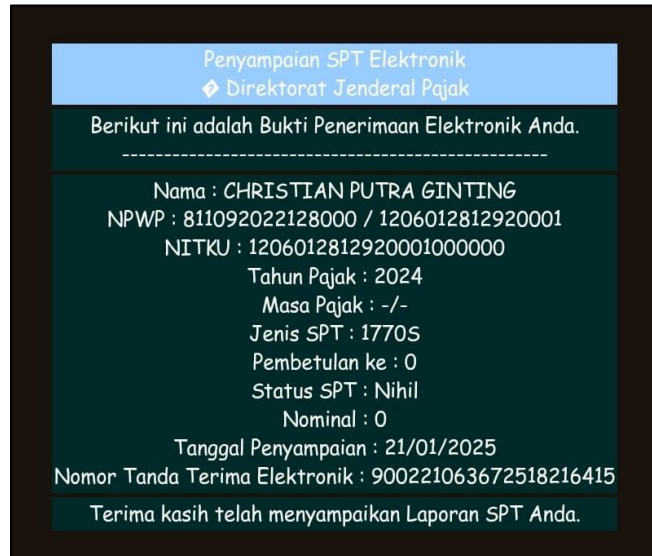 Penyampaian SPT Elektronik
� Direktorat Jenderal Pajak
Berikut ini adalah Bukti Penerimaan Elektronik Anda.
----------------------------------------------------
Nama : CHRISTIAN PUTRA GINTING
NPWP : 811092022128000 / 1206012812920001
NITKU : 1206012812920001000000
Tahun Pajak : 2024
Masa Pajak : -/-
Jenis SPT : 1770S
Pembetulan ke : 0
Status SPT : Nihil
Nominal : 0
Tanggal Penyampaian : 21/01/2025
Nomor Tanda Terima Elektronik : 900221063672518216415
Terima kasih telah menyampaikan Laporan SPT Anda.